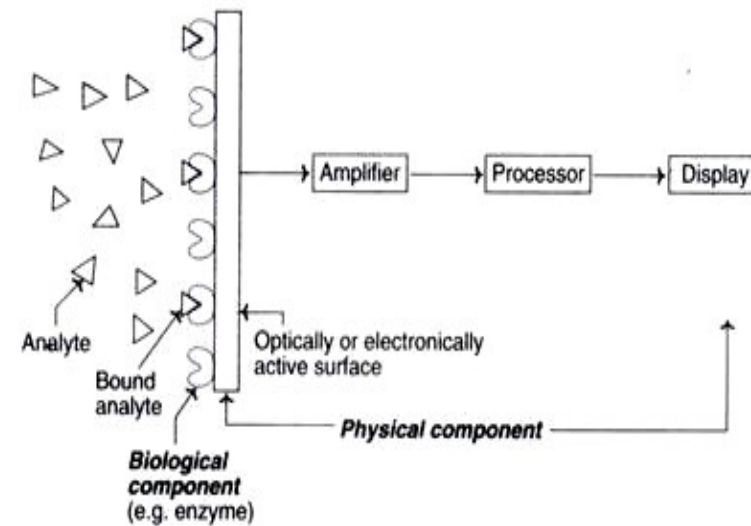 Amplifier
Processor
Display
Analyte
Bound
analyte
Optically or electronically
active surface
Physical component
Biological
component
(e.g. enzyme)